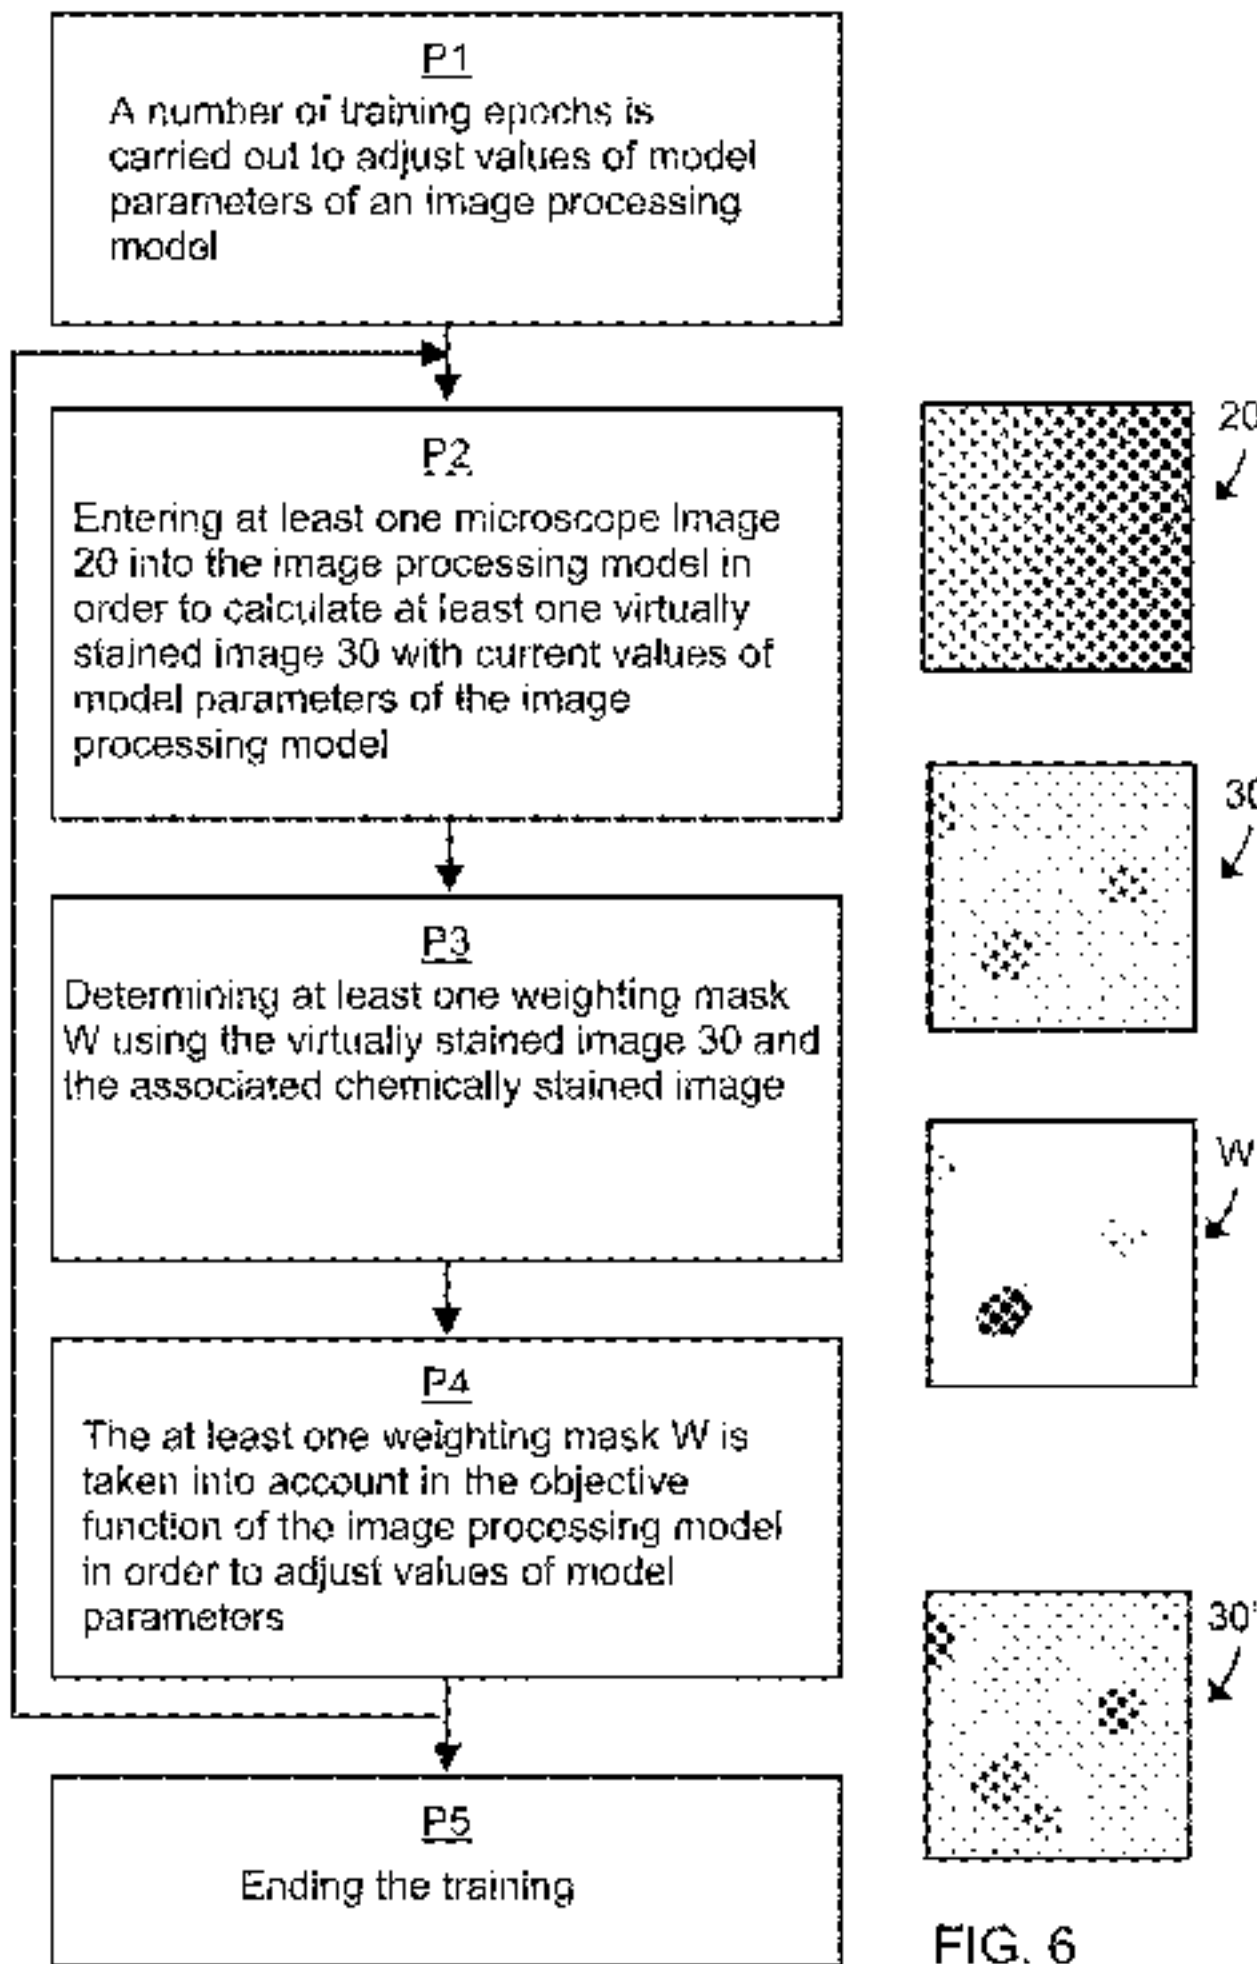 P1
A number of training epochs is
carried out to adjust values of model
parameters of an image processing
model
P2
Entering at least one microscope Image
20 into the image processing model in
order to calculate at least one virtually
stained image 30 with current values of
model parameters of the image
processing model
20
30
P3
Determining at least one weighting mask
W using the virtually stained image 30 and
the associated chemically stained image
W
P4
The at least one weighting mask W is
taken into account in the objective
function of the image processing model
in order to adjust values of model
parameters
30'
P5
Ending the training
FIG. 6